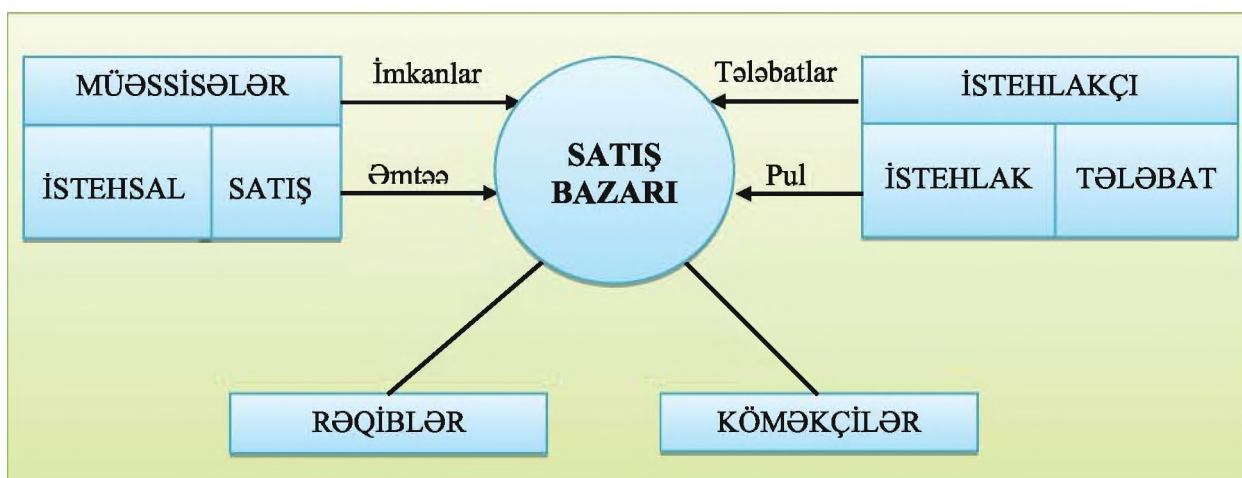 MÜƏSSİSƏLƏR
İSTEHSAL
SATIŞ
İmkanlar
Əmtəə
SATIŞ
BAZARI
Tələbatlar
Pul
İSTEHLAKÇI
İSTEHLAK
TƏLƏBAT
RƏQİBLƏR
KÖMƏKÇİLƏR